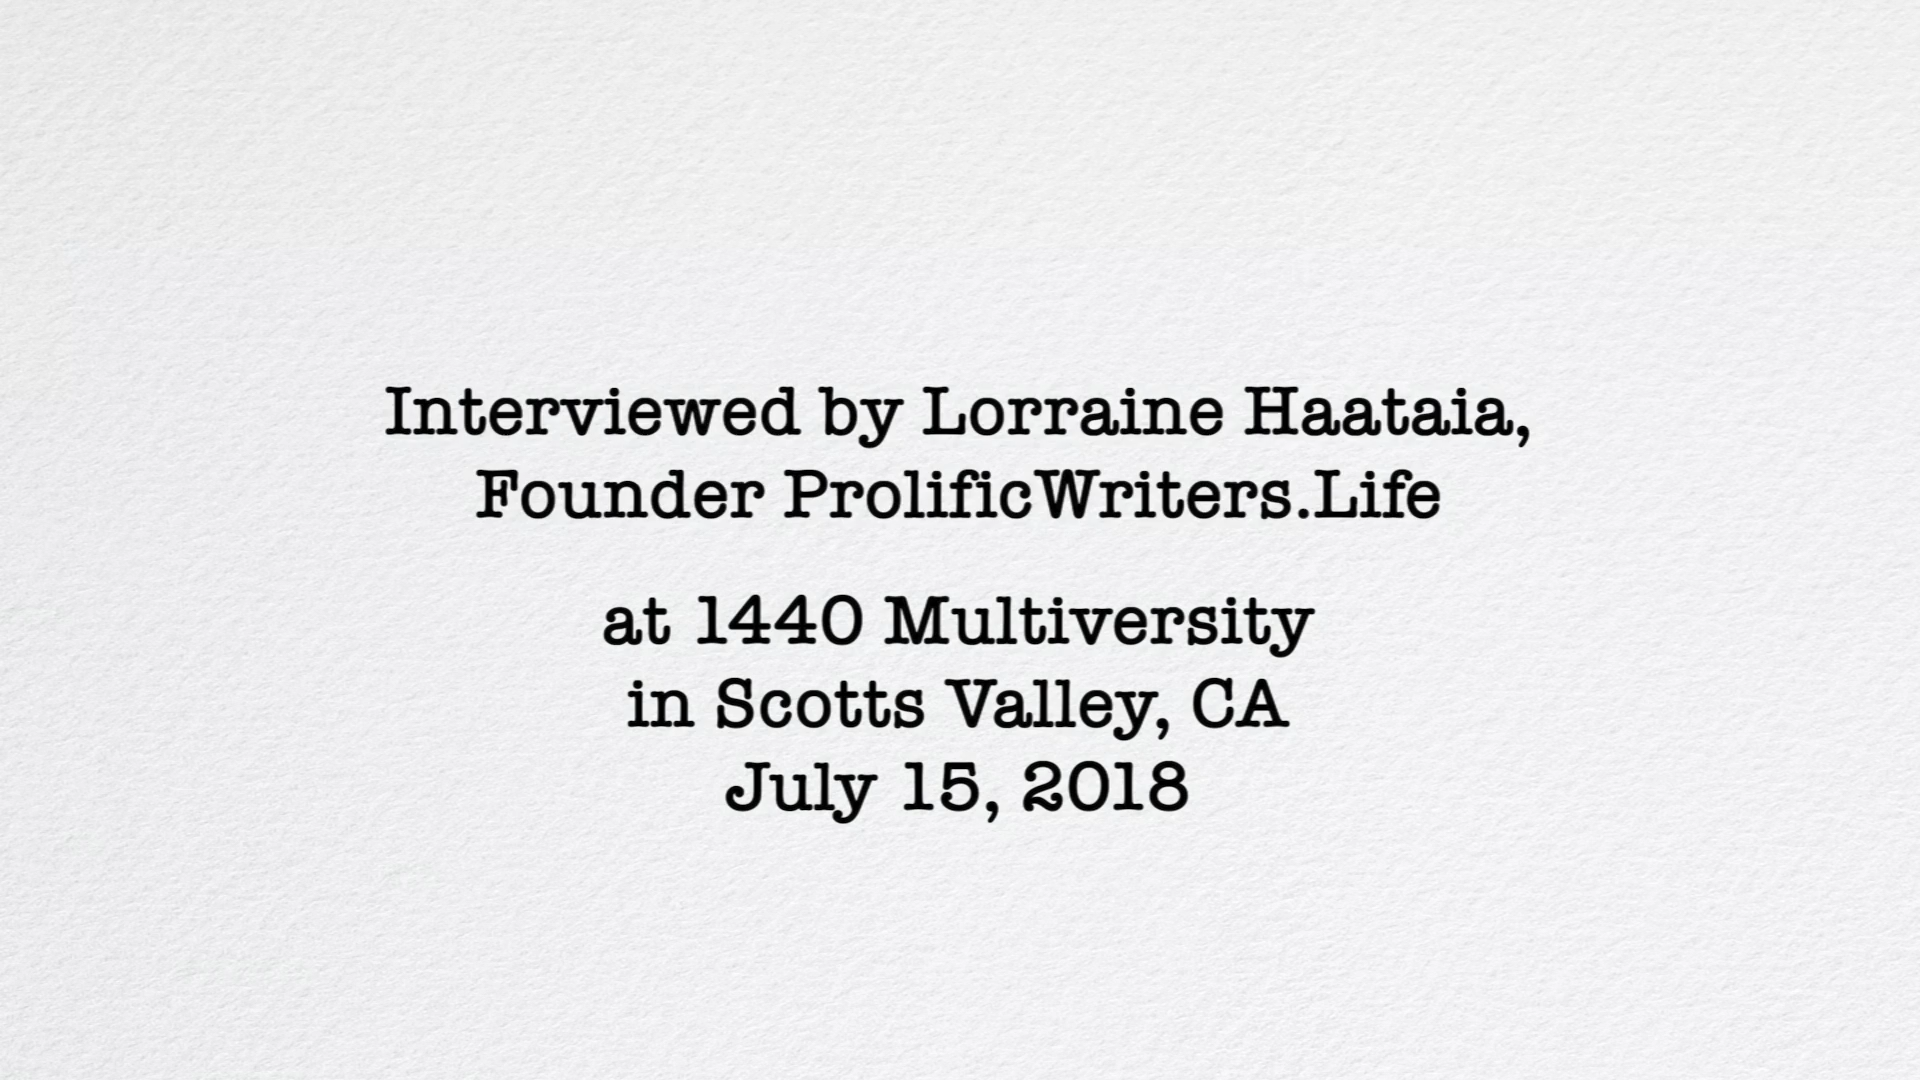 Interviewed by Lorraine Haataia,
Founder ProlificWriters.Life
at 1440 Multiversity
in Scotts Valley, CA
July 15, 2018